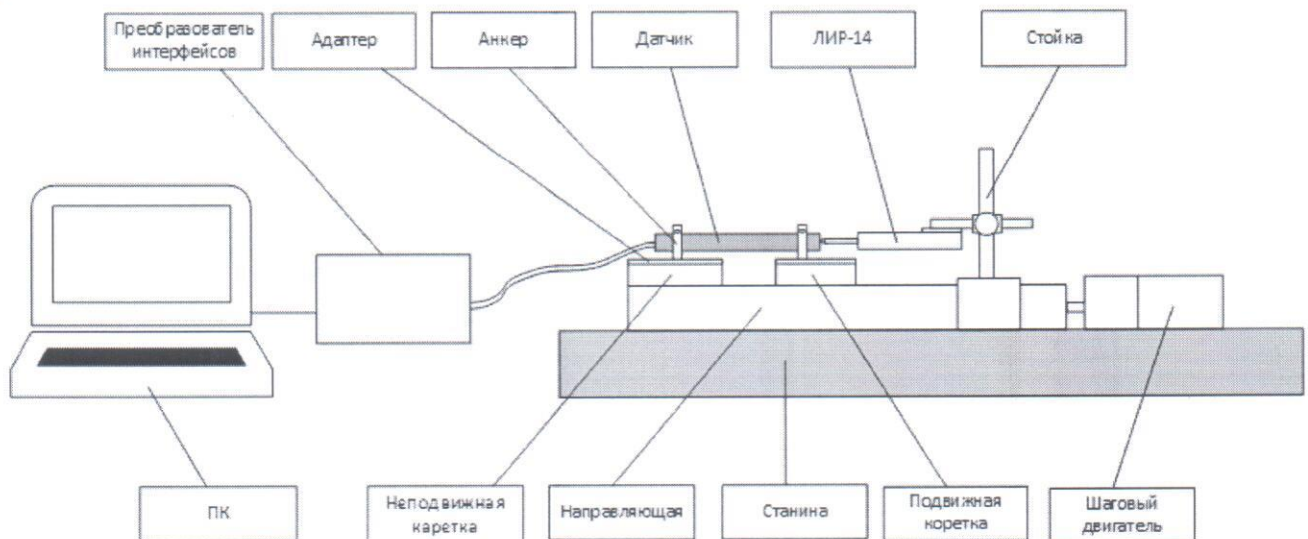 Преобразователь
интерфейсов
Адаптер
Анкер
Датчик
ЛИР-14
Стойка
ПК
Неподвижная
каретка
Направляющая
Станина
Подвижная
коретка
Шаговый
двигатель